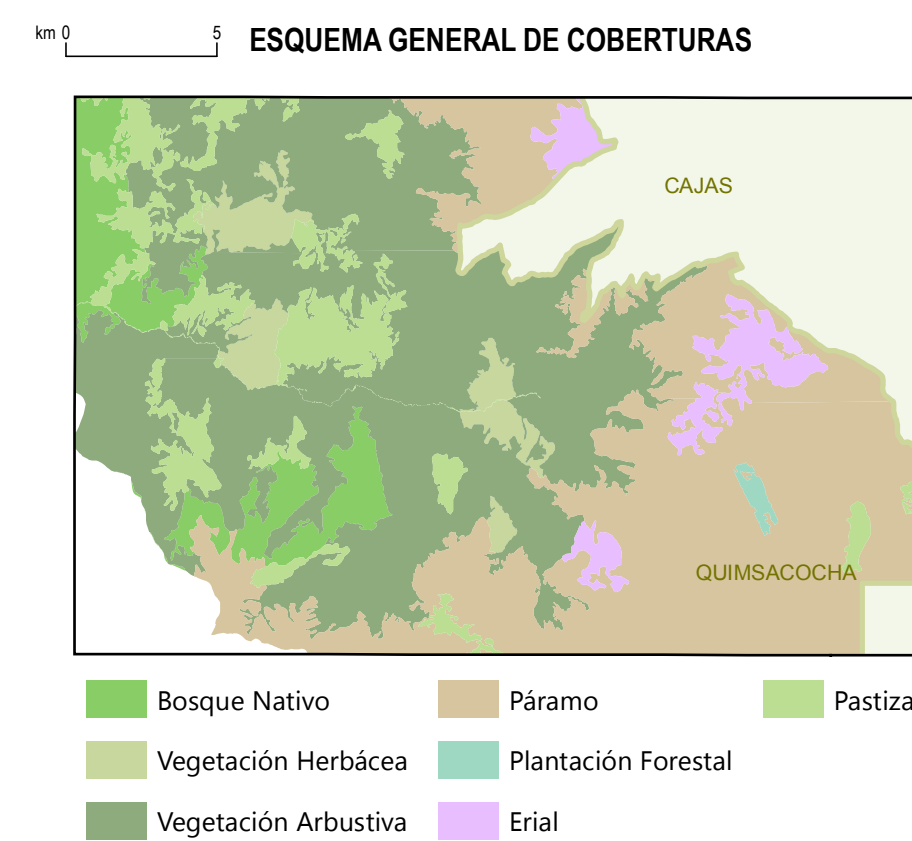 km 0 5 ESQUEMA GENERAL DE COBERTURAS
CAJAS
QUIMSACOCHA
Bosque Nativo
Páramo
Pastiza
Vegetación Herbácea
Plantación Forestal
Vegetación Arbustiva
Erial